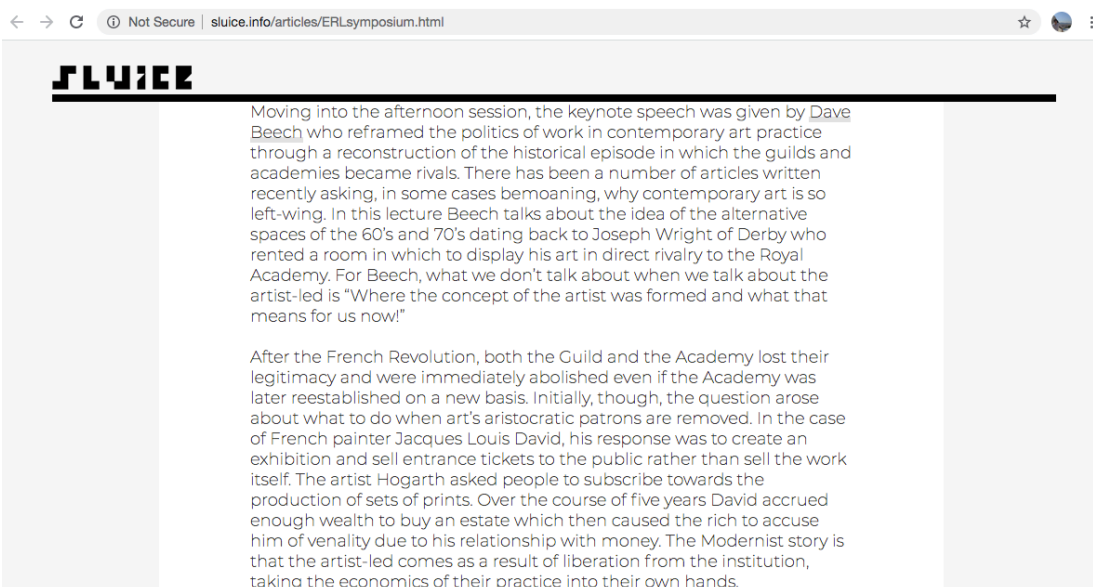 Not Secure | sluice.info/articles/ERLsymposium.html
SLUICE
Moving into the afternoon session, the keynote speech was given by Dave
Beech who reframed the politics of work in contemporary art practice
through a reconstruction of the historical episode in which the guilds and
academies became rivals. There has been a number of articles written
recently asking, in some cases bemoaning, why contemporary art is so
left-wing. In this lecture Beech talks about the idea of the alternative
spaces of the 60's and 70's dating back to Joseph Wright of Derby who
rented a room in which to display his art in direct rivalry to the Royal
Academy. For Beech, what we don't talk about when we talk about the
artist-led is “Where the concept of the artist was formed and what that
means for us now!”
After the French Revolution, both the Guild and the Academy lost their
legitimacy and were immediately abolished even if the Academy was
later reestablished on a new basis. Initially, though, the question arose
about what to do when art's aristocratic patrons are removed. In the case
of French painter Jacques Louis David, his response was to create an
exhibition and sell entrance tickets to the public rather than sell the work
itself. The artist Hogarth asked people to subscribe towards the
production of sets of prints. Over the course of five years David accrued
enough wealth to buy an estate which then caused the rich to accuse
him of venality due to his relationship with money. The Modernist story is
that the artist-led comes as a result of liberation from the institution,
taking the economics of their practice into their own hands.